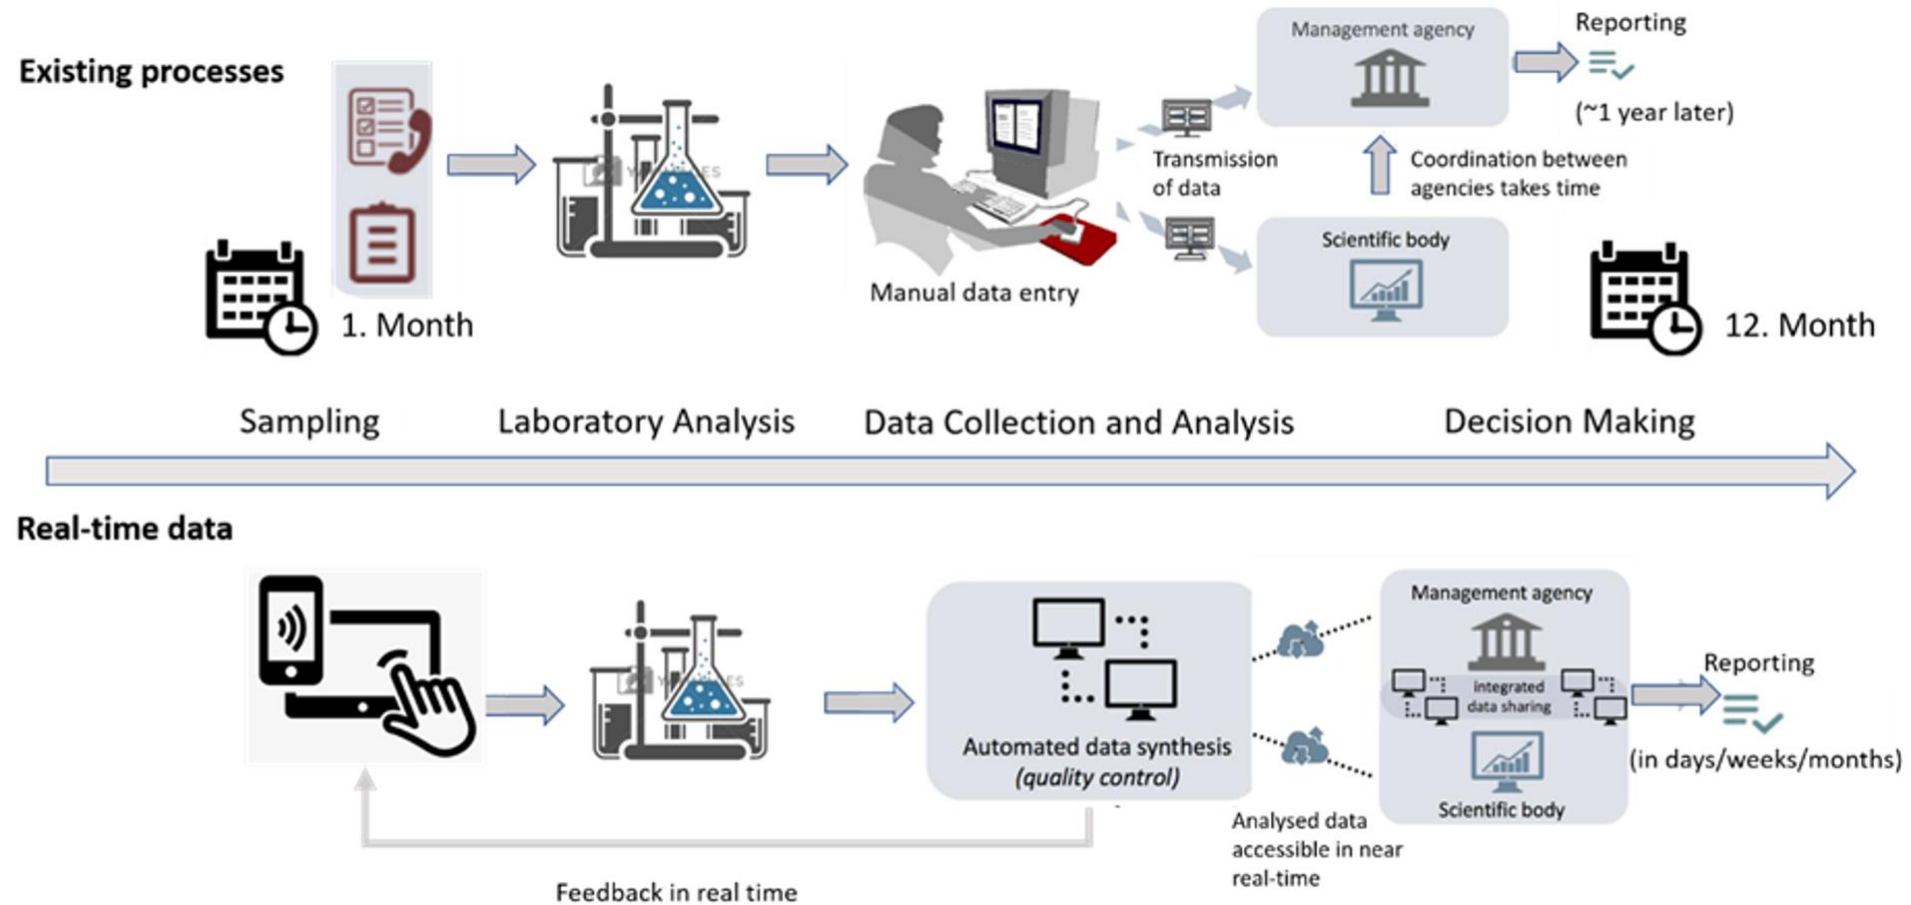 Existing processes
Management agency
Reporting
(~1 year later)
Transmission
of data
Coordination between
agencies takes time
Scientific body
Manual data entry
1. Month
12. Month
Sampling
Laboratory Analysis
Data Collection and Analysis
Decision Making
Real-time data
Management agency
integrated
data sharing
Scientific body
Reporting
(in days/weeks/months)
Automated data synthesis
(quality control)
Analysed data
accessible in near
real-time
Feedback in real time